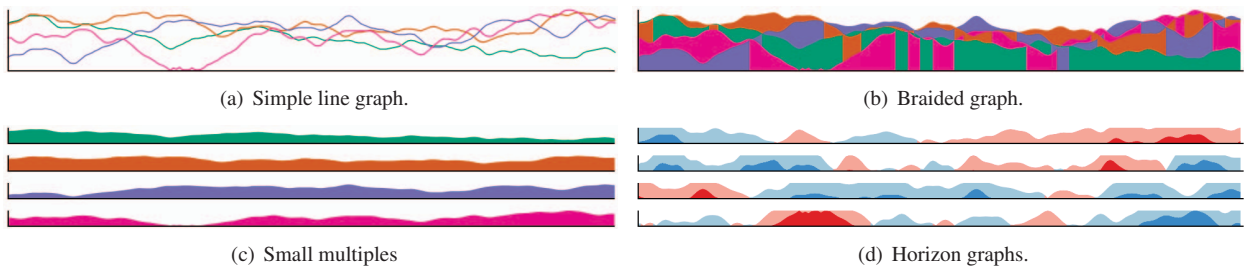 (a) Simple line graph.
(b) Braided graph.
(c) Small multiples
(d) Horizon graphs.